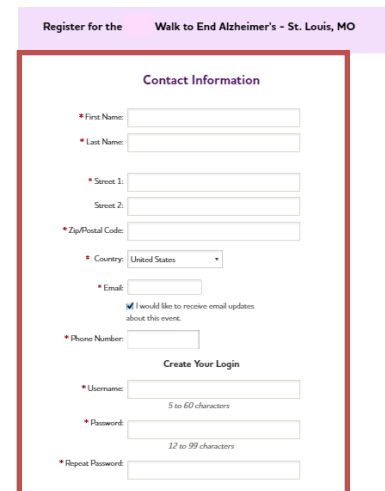 Register for the Walk to End Alzheimer's - St. Louis, MO
Contact Information
* First Name:
* Last Name:
* Street 1:
Street 2:
* Zip/Postal Code:
* Country: United States
* Email:
I would like to receive email updates
about this event.
* Phone Number:
Create Your Login
* Username:
5 to 60 characters
* Password:
12 to 99 characters
* Repeat Password: